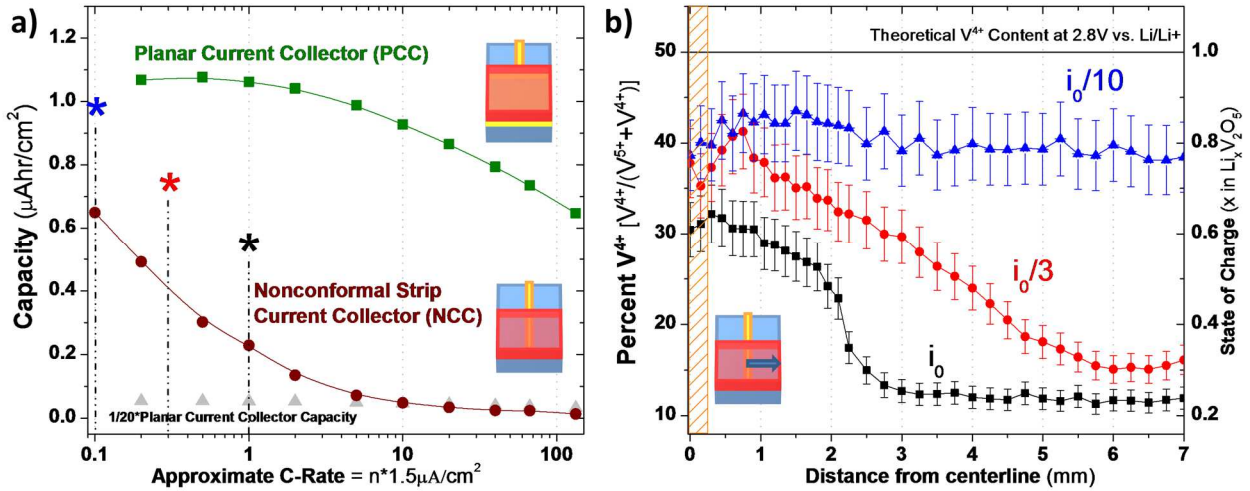 a)
Capacity (µAhr/cm²)
1.2
1.0
0.8
0.6
0.4
0.2
0.0
Planar Current Collector (PCC)
*
*
*
Nonconformal Strip
Current Collector (NCC)
1/20*Planar Current Collector Capacity
0.1
1
10
100
Approximate C-Rate = n*1.5µA/cm²
b)
Percent V⁴⁺ [V⁴⁺/(V⁵⁺+V⁴⁺)]
50
40
30
20
10
Theoretical V⁴⁺ Content at 2.8V vs. Li/Li+
i₀/10
i₀/3
i₀
1.0
0.8
0.6
0.4
0.2
State of Charge (x in LiₓV₂O₅)
0
1
2
3
4
5
6
7
Distance from centerline (mm)